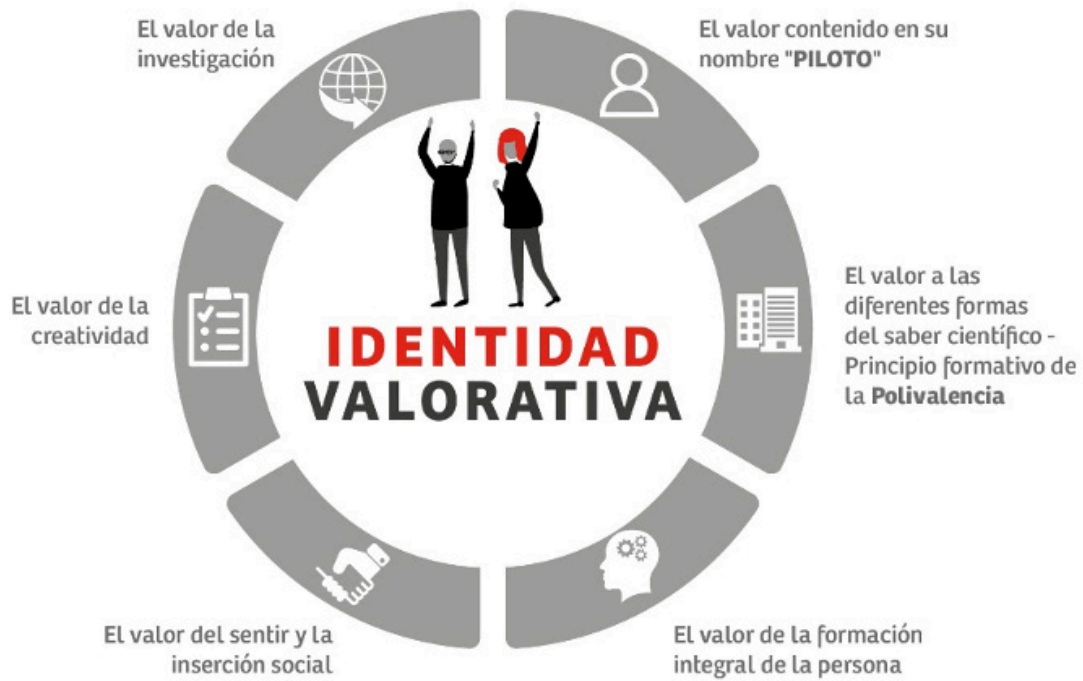 El valor de la
investigación
El valor contenido en su
nombre "PILOTO"
El valor de la
creatividad
IDENTIDAD
VALORATIVA
El valor a las
diferentes formas
del saber científico -
Principio formativo de
la Polivalencia
El valor del sentir y la
inserción social
El valor de la formación
integral de la persona